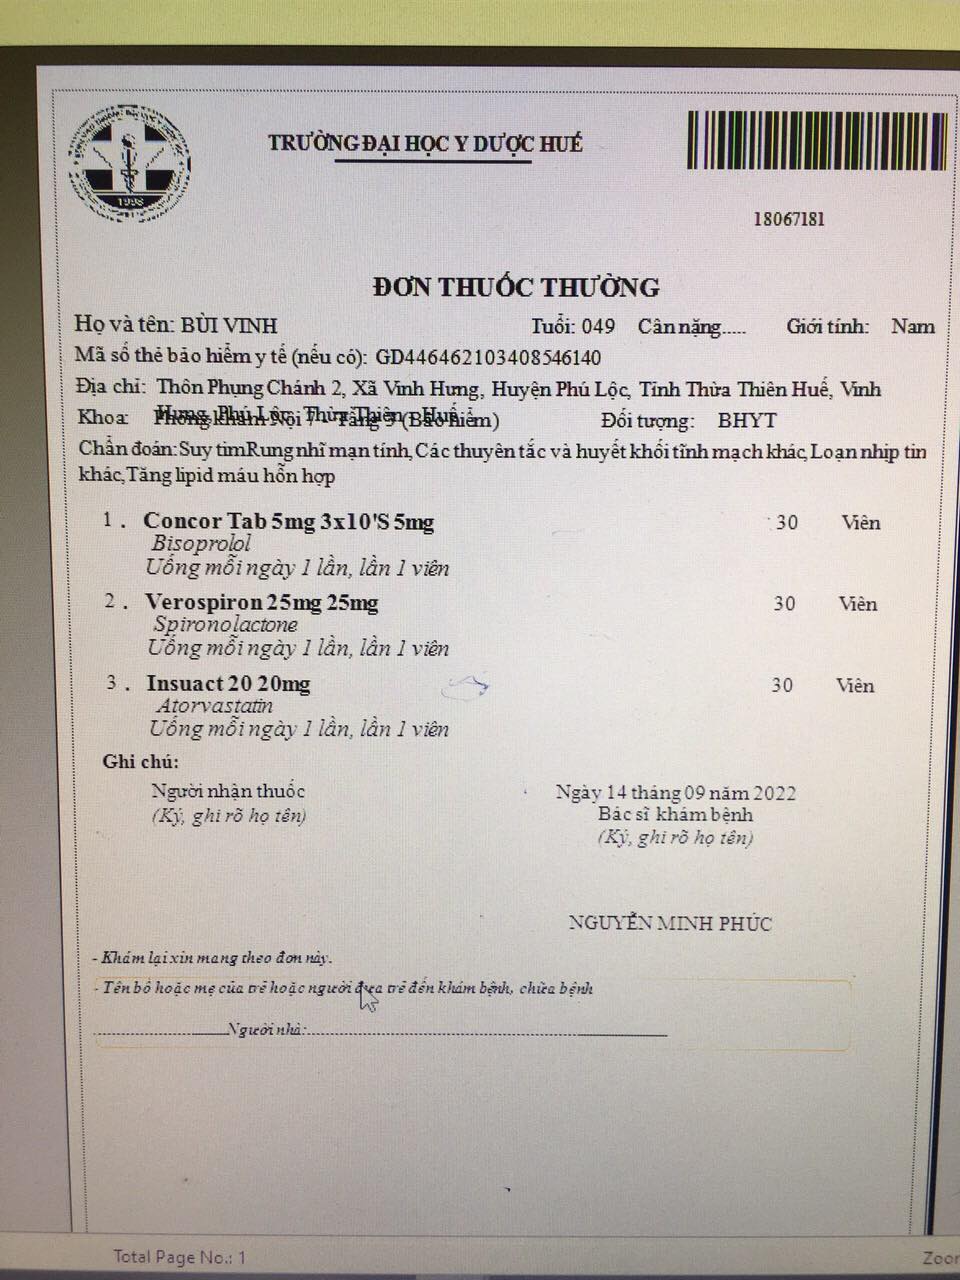 1998
TRƯỜNG ĐẠI HỌC Y DƯỢC HUẾ
18067181
ĐƠN THUỐC THƯỜNG
Họ và tên: BÙI VINH Tuổi: 049 Cân nặng..... Giới tính: Nam
Mã số thẻ bảo hiểm y tế (nếu có): GD446462103408546140
Địa chỉ: Thôn Phụng Chánh 2, Xã Vinh Hưng, Huyện Phú Lộc, Tỉnh Thừa Thiên Huế, Vinh
Hưng, Phú Lộc, Thừa Thiên Huế
Khoa: Phòng khám Nội 7 - Tầng 3 (Bảo hiểm) Đối tượng: BHYT
Chẩn đoán:Suy timRung nhĩ mạn tính, Các thuyên tắc và huyết khối tĩnh mạch khác, Loạn nhịp tin
khác,Tăng lipid máu hỗn hợp
1 . Concor Tab 5mg 3x10'S 5mg 30 Viên
Bisoprolol
Uống mỗi ngày 1 lần, lần 1 viên
2 . Verospiron 25mg 25mg 30 Viên
Spironolactone
Uống mỗi ngày 1 lần, lần 1 viên
3 . Insuact 20 20mg 30 Viên
Atorvastatin
Uống mỗi ngày 1 lần, lần 1 viên
Ghi chú:
Người nhận thuốc Ngày 14 tháng 09 năm 2022
(Ký, ghi rõ họ tên) Bác sĩ khám bệnh
(Ký, ghi rõ họ tên)
NGUYỄN MINH PHÚC
- Khám lại xin mang theo đơn này.
- Tên bố hoặc mẹ của trẻ hoặc người đưa trẻ đến khám bệnh, chữa bệnh
Người nhà:
Total Page No.: 1 Zoom